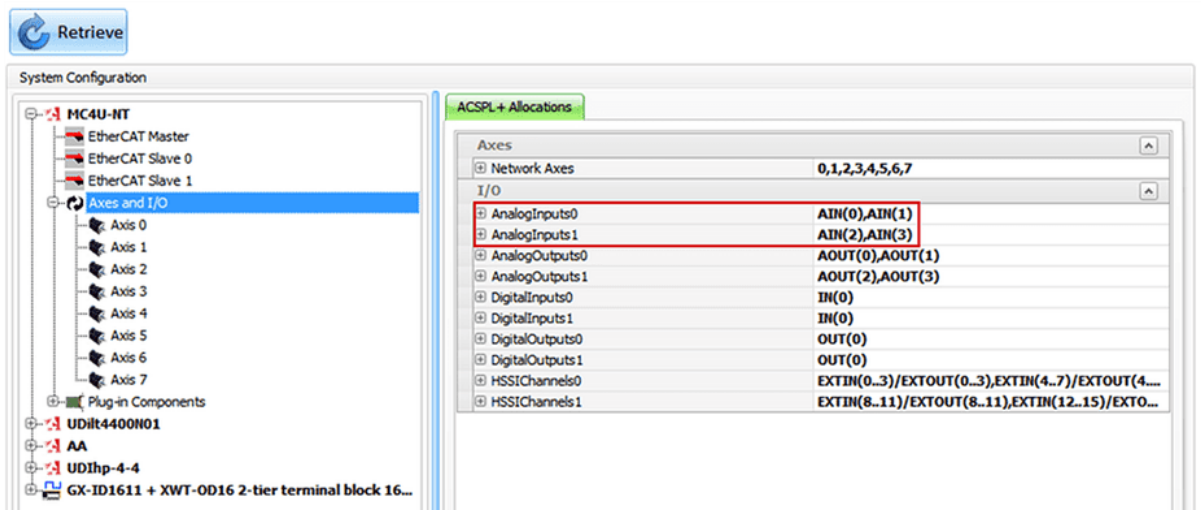 Retrieve
System Configuration
MC4U-NT
EtherCAT Master
EtherCAT Slave 0
EtherCAT Slave 1
Axes and I/O
Axis 0
Axis 1
Axis 2
Axis 3
Axis 4
Axis 5
Axis 6
Axis 7
Plug-in Components
UDilt4400N01
AA
UDIhp-4-4
GX-ID1611 + XWT-OD16 2-tier terminal block 16...
ACSPL+ Allocations
Axes
Network Axes 0,1,2,3,4,5,6,7
I/O
AnalogInputs0 AIN(0),AIN(1)
AnalogInputs1 AIN(2),AIN(3)
AnalogOutputs0 AOUT(0),AOUT(1)
AnalogOutputs1 AOUT(2),AOUT(3)
DigitalInputs0 IN(0)
DigitalInputs1 IN(0)
DigitalOutputs0 OUT(0)
DigitalOutputs1 OUT(0)
HSSIChannels0 EXTIN(0..3)/EXTOUT(0..3),EXTIN(4..7)/EXTOUT(4....
HSSIChannels1 EXTIN(8..11)/EXTOUT(8..11),EXTIN(12..15)/EXTO...